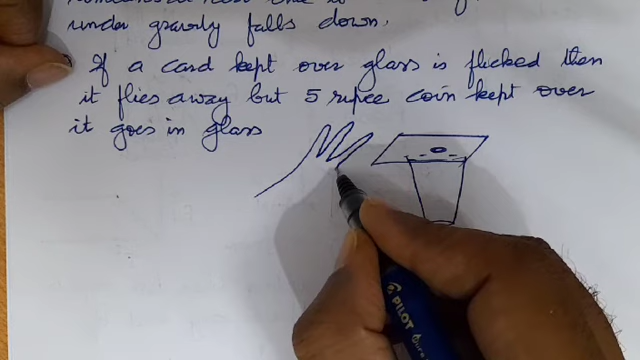 under gravity falls down.
If a card kept over glass is flicked then
it flies away but 5 rupee coin kept over
it goes in glass
PILOT